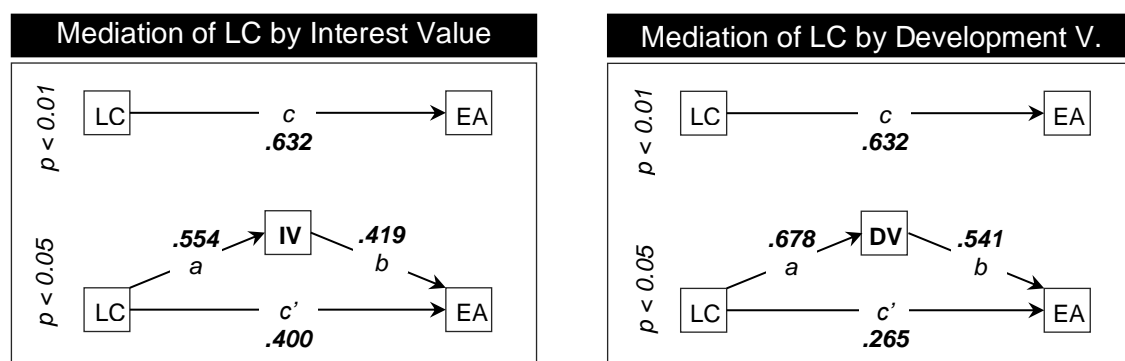 Mediation of LC by Interest Value
p < 0.01
LC
c
EA
.632
p < 0.05
.554
IV
.419
a
b
LC
c’
EA
.400
Mediation of LC by Development V.
p < 0.01
LC
c
EA
.632
p < 0.05
.678
DV
.541
a
b
LC
c’
EA
.265